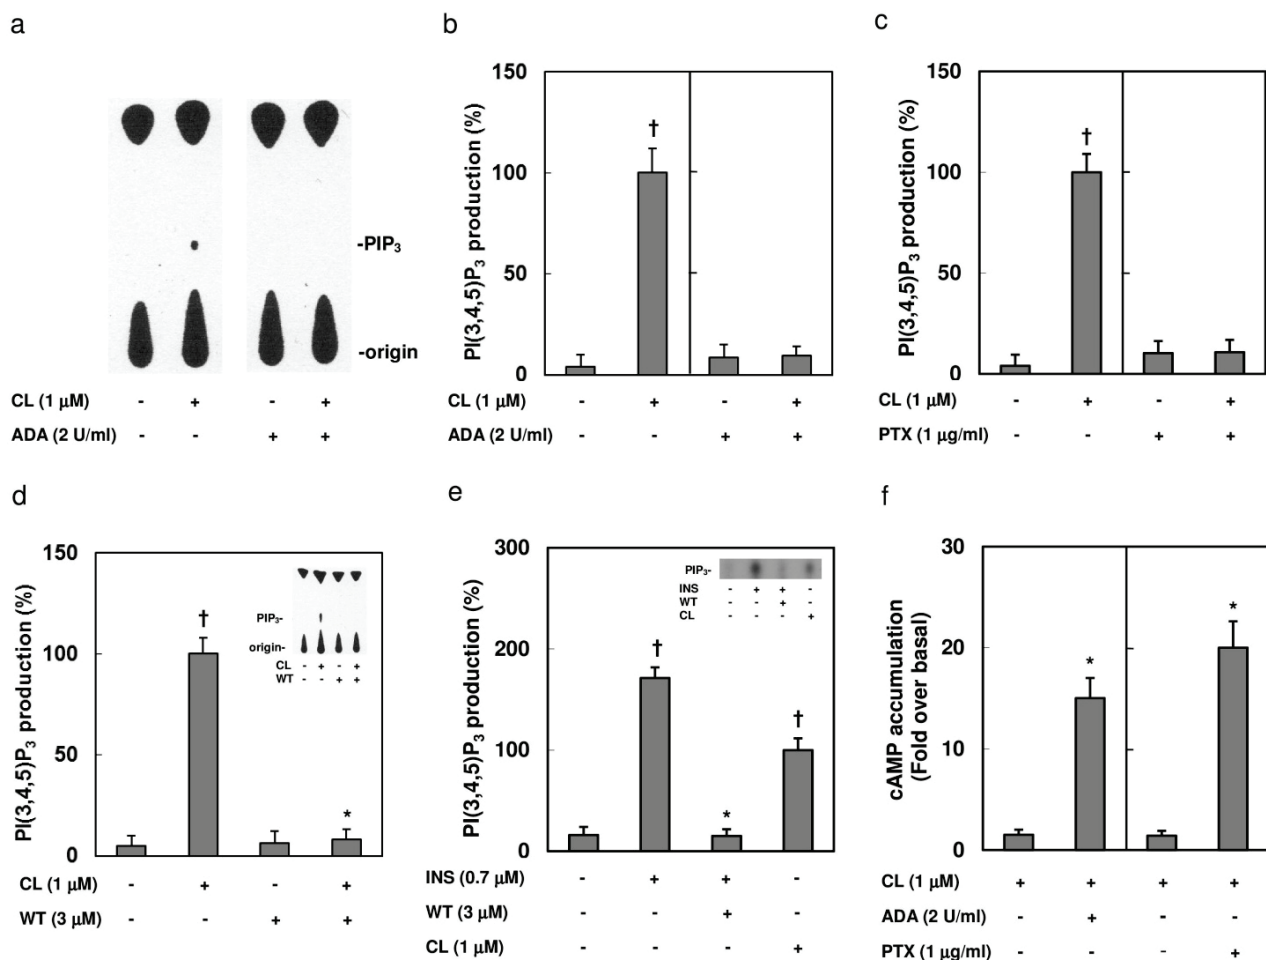 a
-PIP₃
-origin
CL (1 µM) - + - +
ADA (2 U/ml) - - + +
b
PI(3,4,5)P₃ production (%)
150
100
50
0
†
CL (1 µM) - + - +
ADA (2 U/ml) - - + +
c
PI(3,4,5)P₃ production (%)
150
100
50
0
†
CL (1 µM) - + - +
PTX (1 µg/ml) - - + +
d
PI(3,4,5)P₃ production (%)
150
100
50
0
†
*
PIP₃-
origin-
CL - + - +
WT - - + +
CL (1 µM) - + - +
WT (3 µM) - - + +
e
PI(3,4,5)P₃ production (%)
300
200
100
0
†
*
†
PIP₃-
INS - + + -
WT - - + -
CL - - - +
INS (0.7 µM) - + + -
WT (3 µM) - - + -
CL (1 µM) - - - +
f
cAMP accumulation
(Fold over basal)
30
20
10
0
*
*
CL (1 µM) + + + +
ADA (2 U/ml) - + - -
PTX (1 µg/ml) - - - +